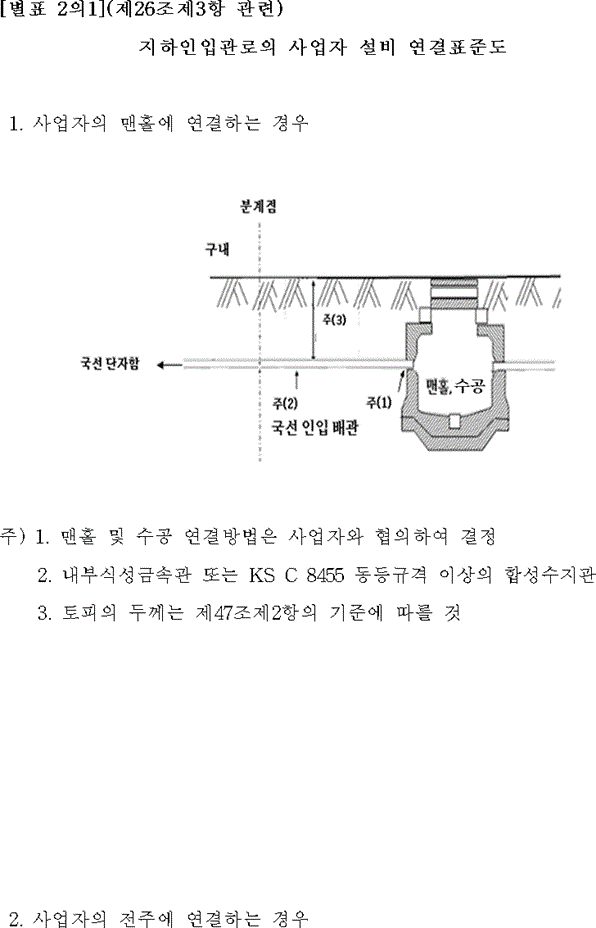 [별표 2의1](제26조제3항 관련)
지하인입관로의 사업자 설비 연결표준도
1. 사업자의 맨홀에 연결하는 경우
분계점
구내
주(3)
국선 단자함
맨홀, 수공
주(2)
주(1)
국선 인입 배관
주) 1. 맨홀 및 수공 연결방법은 사업자와 협의하여 결정
2. 내부식성금속관 또는 KS C 8455 동등규격 이상의 합성수지관
3. 토피의 두께는 제47조제2항의 기준에 따를 것
2. 사업자의 전주에 연결하는 경우